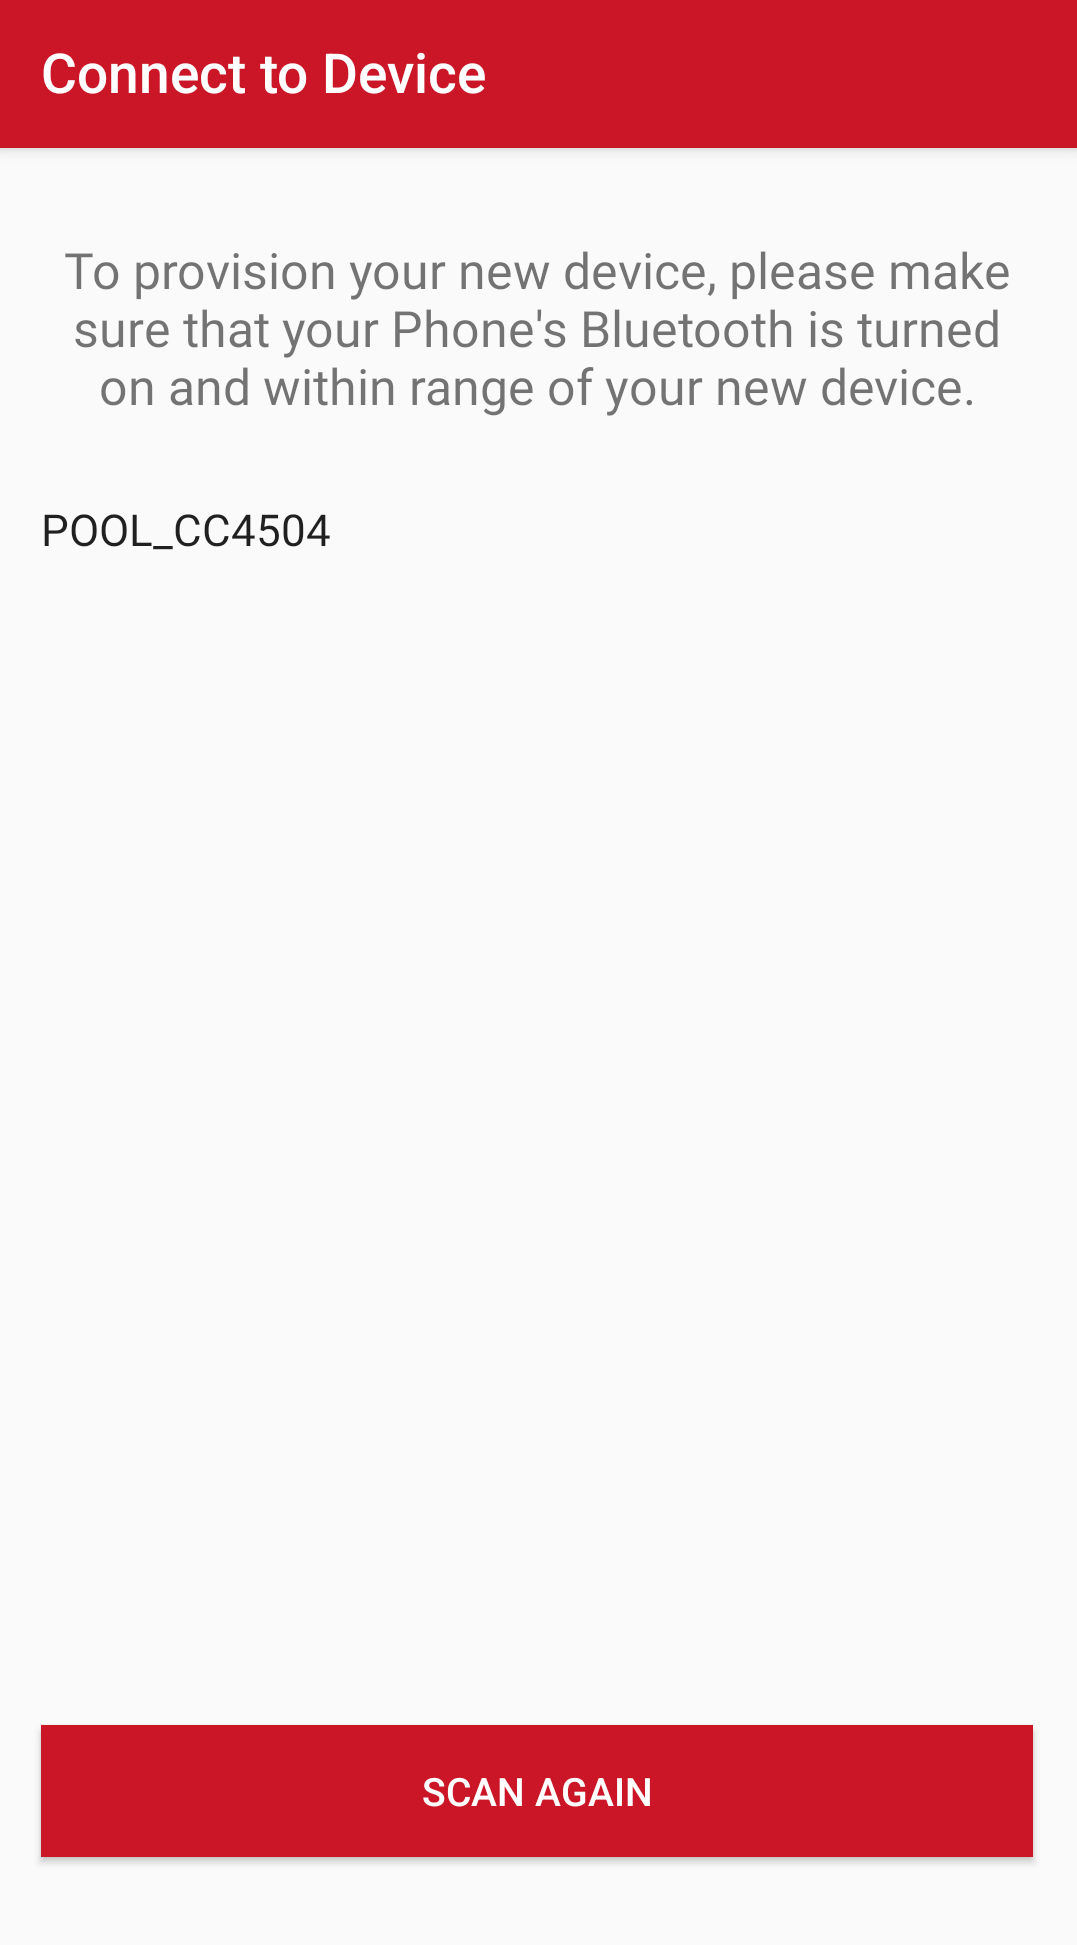 Connect to Device
To provision your new device, please make
sure that your Phone's Bluetooth is turned
on and within range of your new device.
POOL_CC4504
SCAN AGAIN